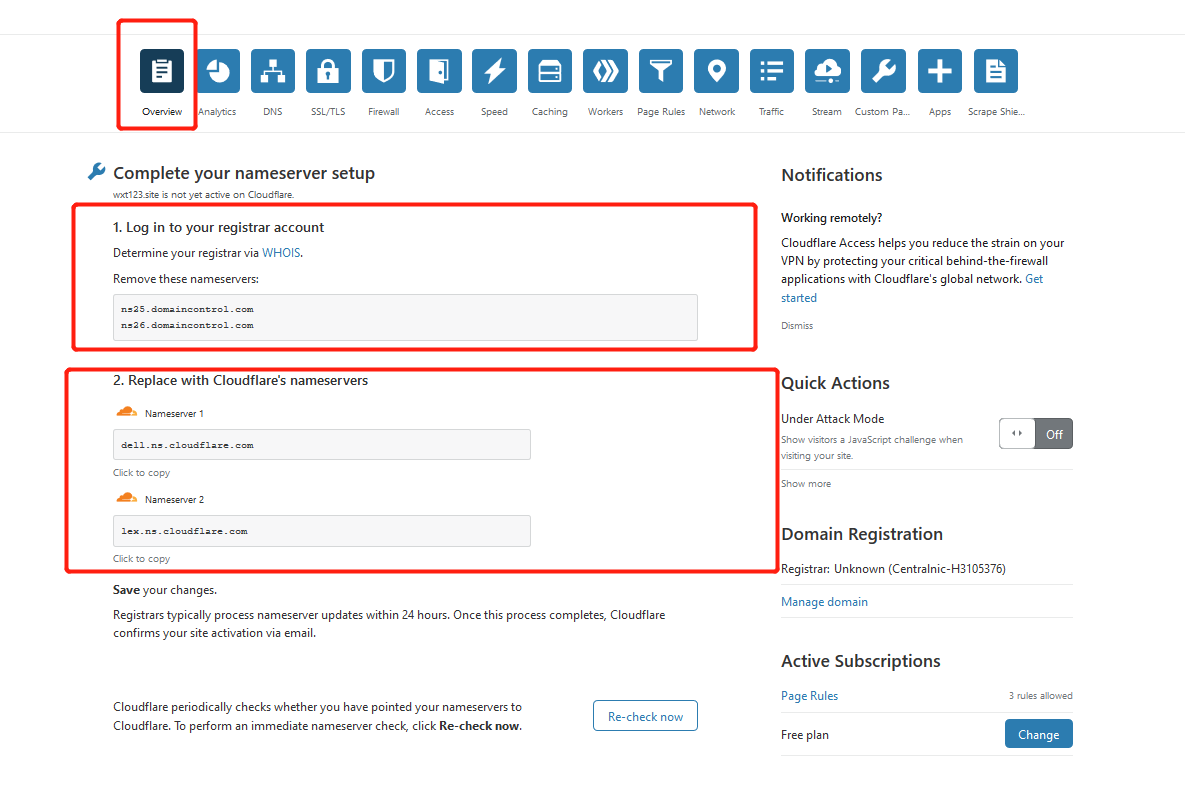 Overview
Analytics
DNS
SSL/TLS
Firewall
Access
Speed
Caching
Workers
Page Rules
Network
Traffic
Stream
Custom Pa...
Apps
Scrape Shie...
Complete your nameserver setup
wxt123.site is not yet active on Cloudflare.
1. Log in to your registrar account
Determine your registrar via WHOIS.
Remove these nameservers:
ns25.domaincontrol.com
ns26.domaincontrol.com
2. Replace with Cloudflare's nameservers
Nameserver 1
dell.ns.cloudflare.com
Click to copy
Nameserver 2
lex.ns.cloudflare.com
Click to copy
Save your changes.
Registrars typically process nameserver updates within 24 hours. Once this process completes, Cloudflare
confirms your site activation via email.
Cloudflare periodically checks whether you have pointed your nameservers to
Cloudflare. To perform an immediate nameserver check, click Re-check now.
Re-check now
Notifications
Working remotely?
Cloudflare Access helps you reduce the strain on your
VPN by protecting your critical behind-the-firewall
applications with Cloudflare's global network. Get
started
Dismiss
Quick Actions
Under Attack Mode
Show visitors a JavaScript challenge when
visiting your site.
Off
Show more
Domain Registration
Registrar: Unknown (Centralnic-H3105376)
Manage domain
Active Subscriptions
Page Rules
3 rules allowed
Free plan
Change